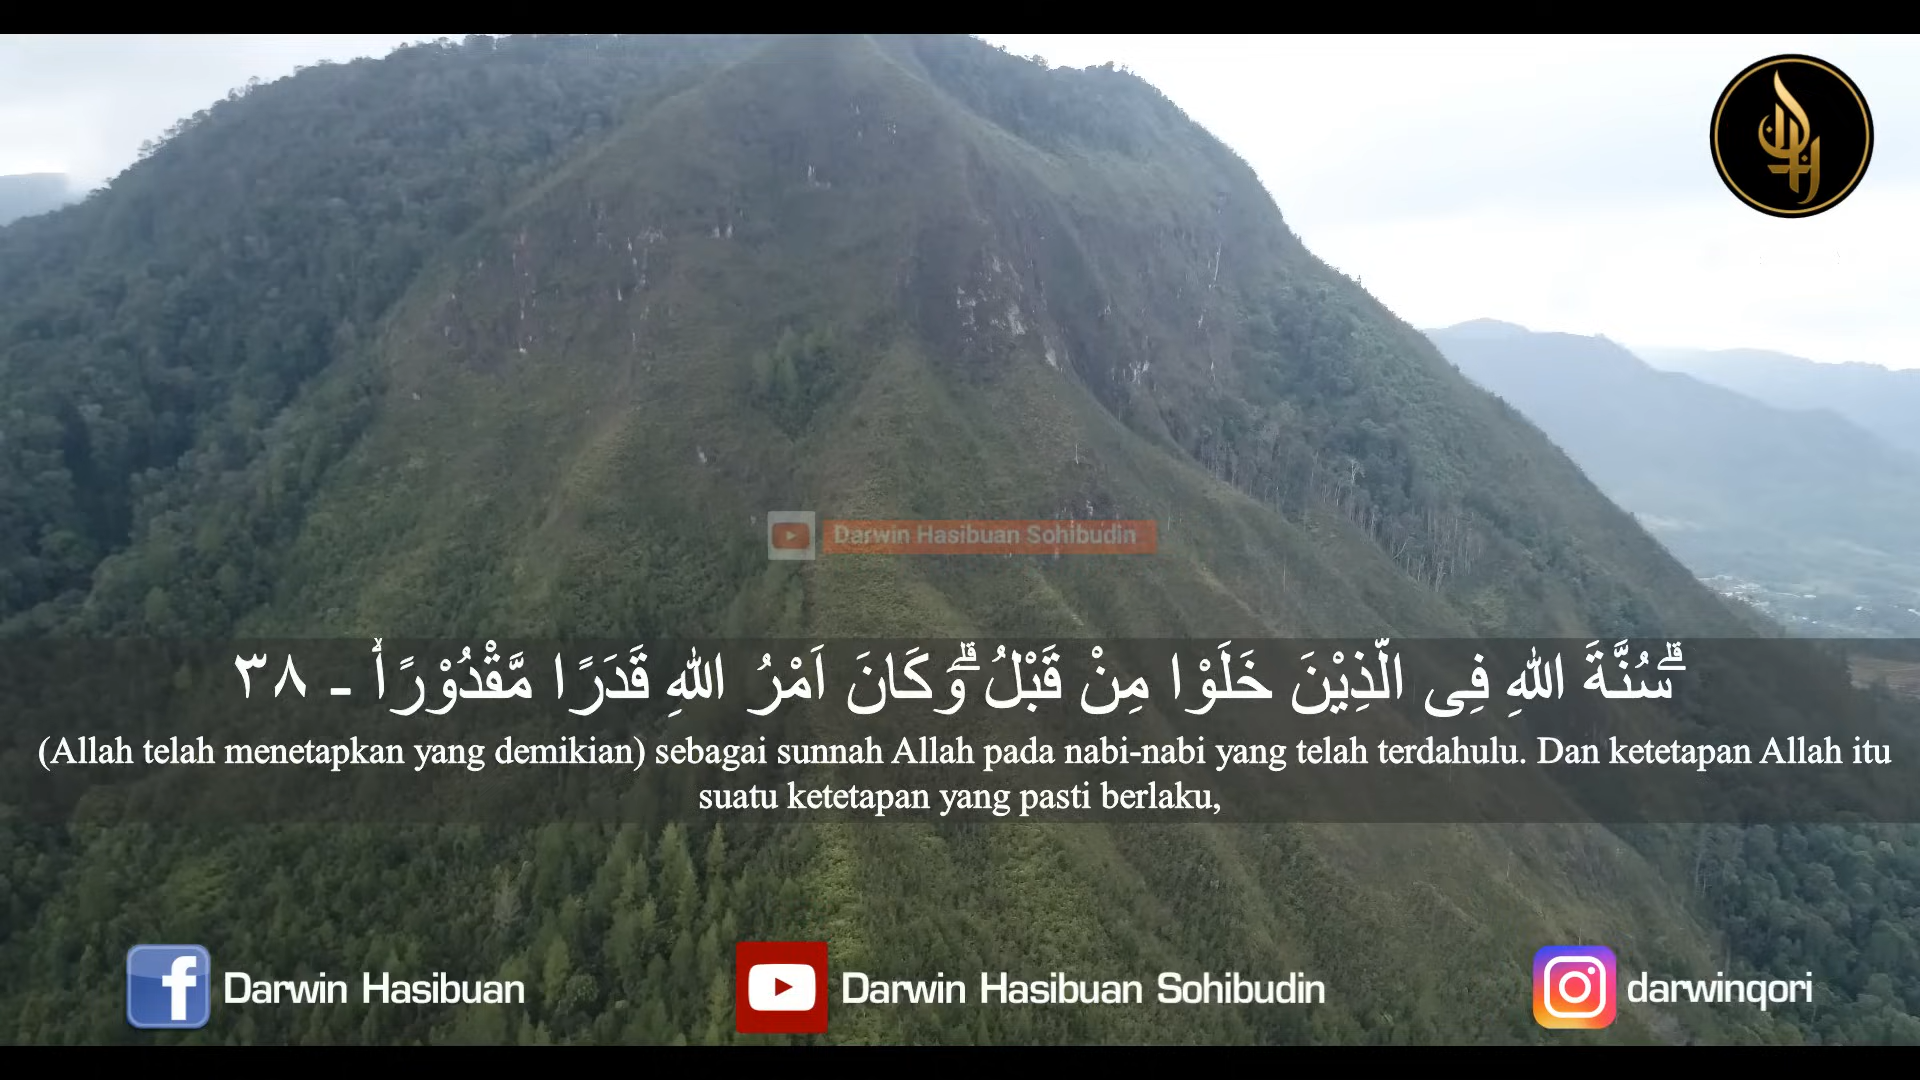 Darwin Hasibuan Sohibudin
سُنَّةَ اللّٰهِ فِى الَّذِيْنَ خَلَوْا مِنْ قَبْلُ ۗوَكَانَ اَمْرُ اللّٰهِ قَدَرًا مَّقْدُوْرًاۙ - ٣٨
(Allah telah menetapkan yang demikian) sebagai sunnah Allah pada nabi-nabi yang telah terdahulu. Dan ketetapan Allah itu
suatu ketetapan yang pasti berlaku,
Darwin Hasibuan
Darwin Hasibuan Sohibudin
darwinqori